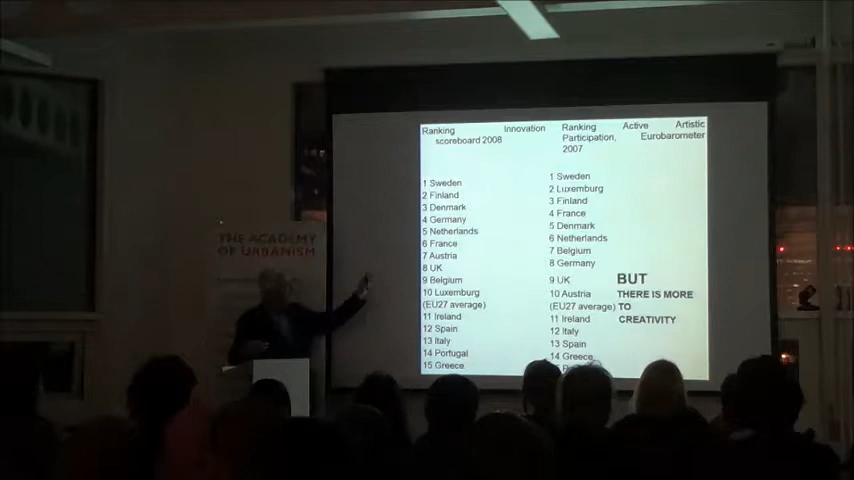 THE ACADEMY
OF URBANISM
Ranking Innovation
scoreboard 2008
1 Sweden
2 Finland
3 Denmark
4 Germany
5 Netherlands
6 France
7 Austria
8 UK
9 Belgium
10 Luxemburg
(EU27 average)
11 Ireland
12 Spain
13 Italy
14 Portugal
15 Greece
Ranking Active Artistic
Participation, Eurobarometer
2007
1 Sweden
2 Luxemburg
3 Finland
4 France
5 Denmark
6 Netherlands
7 Belgium
8 Germany
9 UK
10 Austria
(EU27 average)
11 Ireland
12 Italy
13 Spain
14 Greece
BUT
THERE IS MORE
TO
CREATIVITY